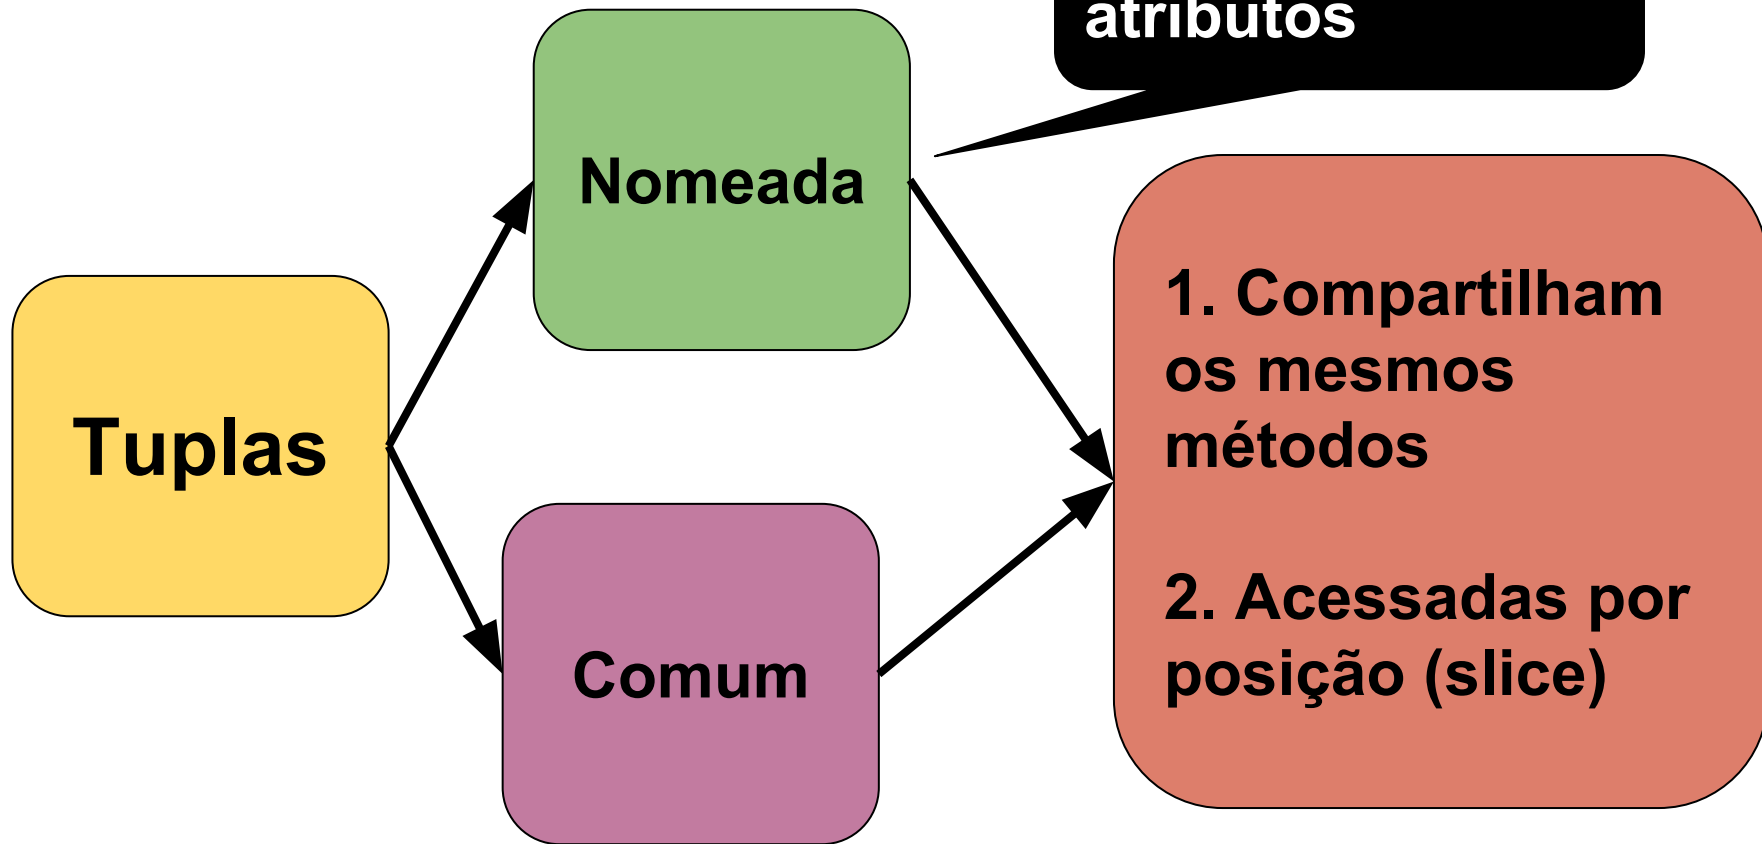 atributos
Nomeada
Tuplas
Comum
1. Compartilham
os mesmos
métodos
2. Acessadas por
posição (slice)